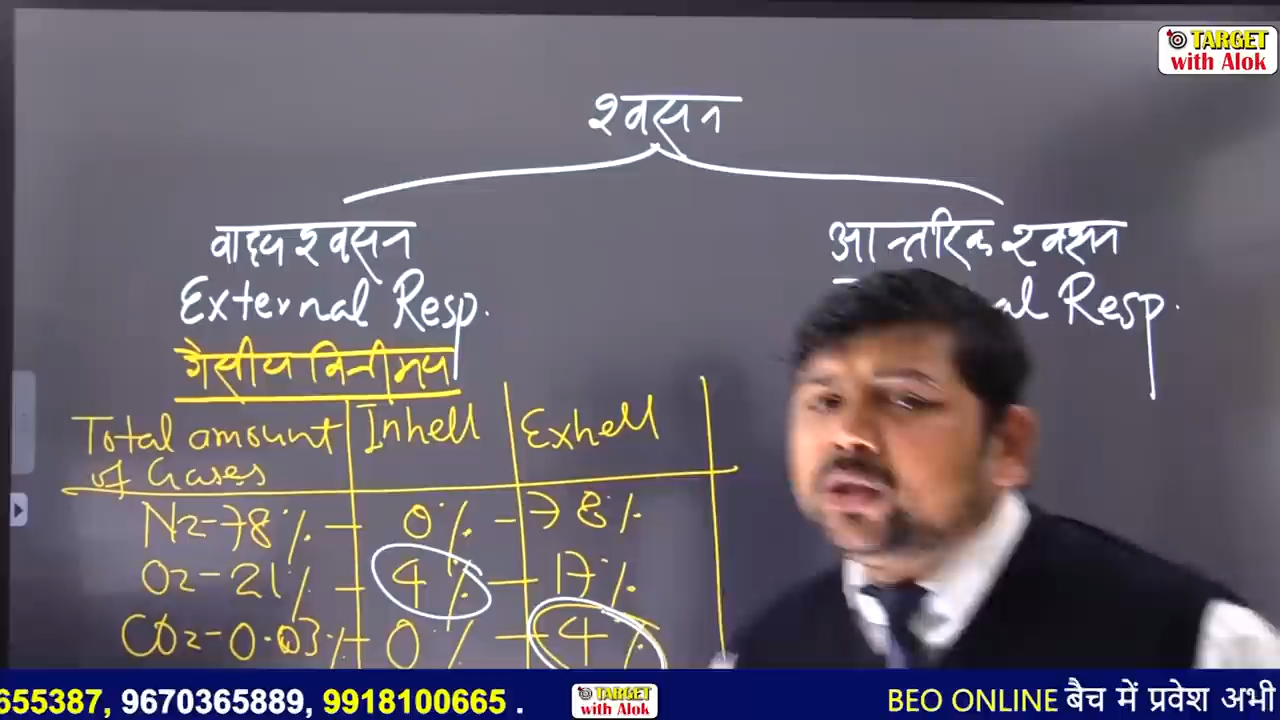 TARGET
with Alok
श्वसन
वाह्य श्वसन
External Resp.
गैसीय विनीमय
आन्तरिक श्वसन
Resp.
Total amount of Gases | Inhell | Exhell
N2-78% - 0% - 78%
O2-21% - 4% - 17%
CO2-0.03% - 0% - 4%
655387, 9670365889, 9918100665 .
TARGET
with Alok
BEO ONLINE बैच में प्रवेश अभी